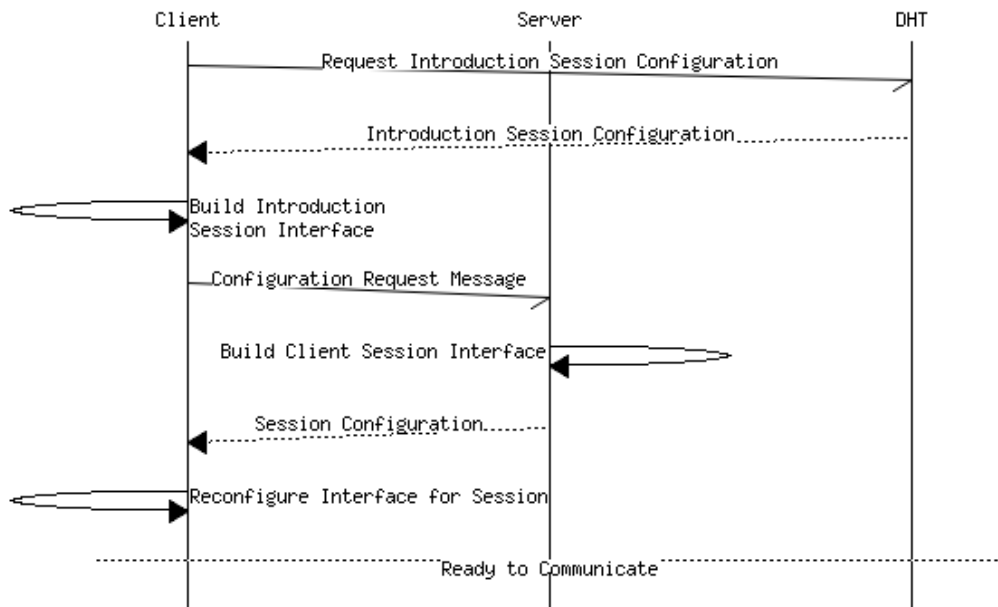 Client Server DHT
Request Introduction Session Configuration
Introduction Session Configuration
Build Introduction
Session Interface
Configuration Request Message
Build Client Session Interface
Session Configuration
Reconfigure Interface for Session
Ready to Communicate